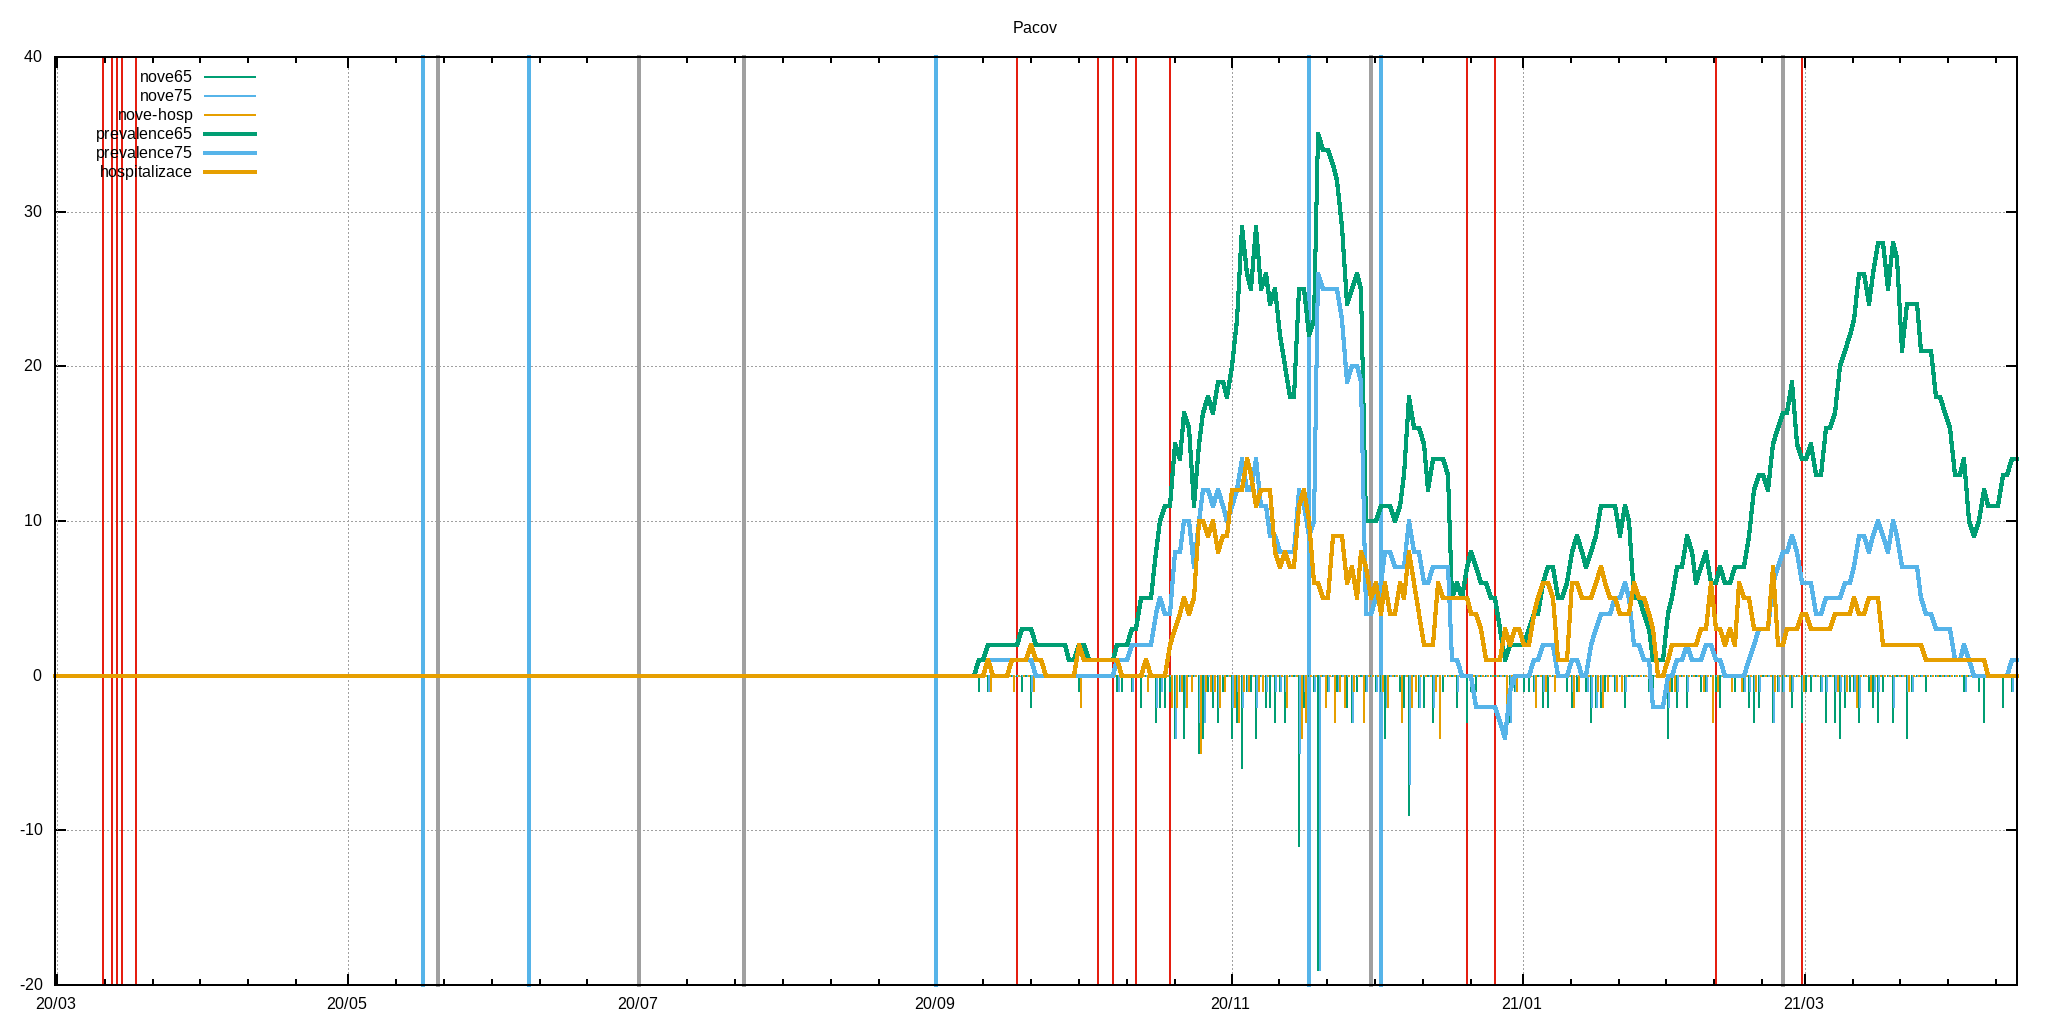 Pacov
40
30
20
10
0
-10
-20
nove65
nove75
nove-hosp
prevalence65
prevalence75
hospitalizace
20/03 20/05 20/07 20/09 20/11 21/01 21/03